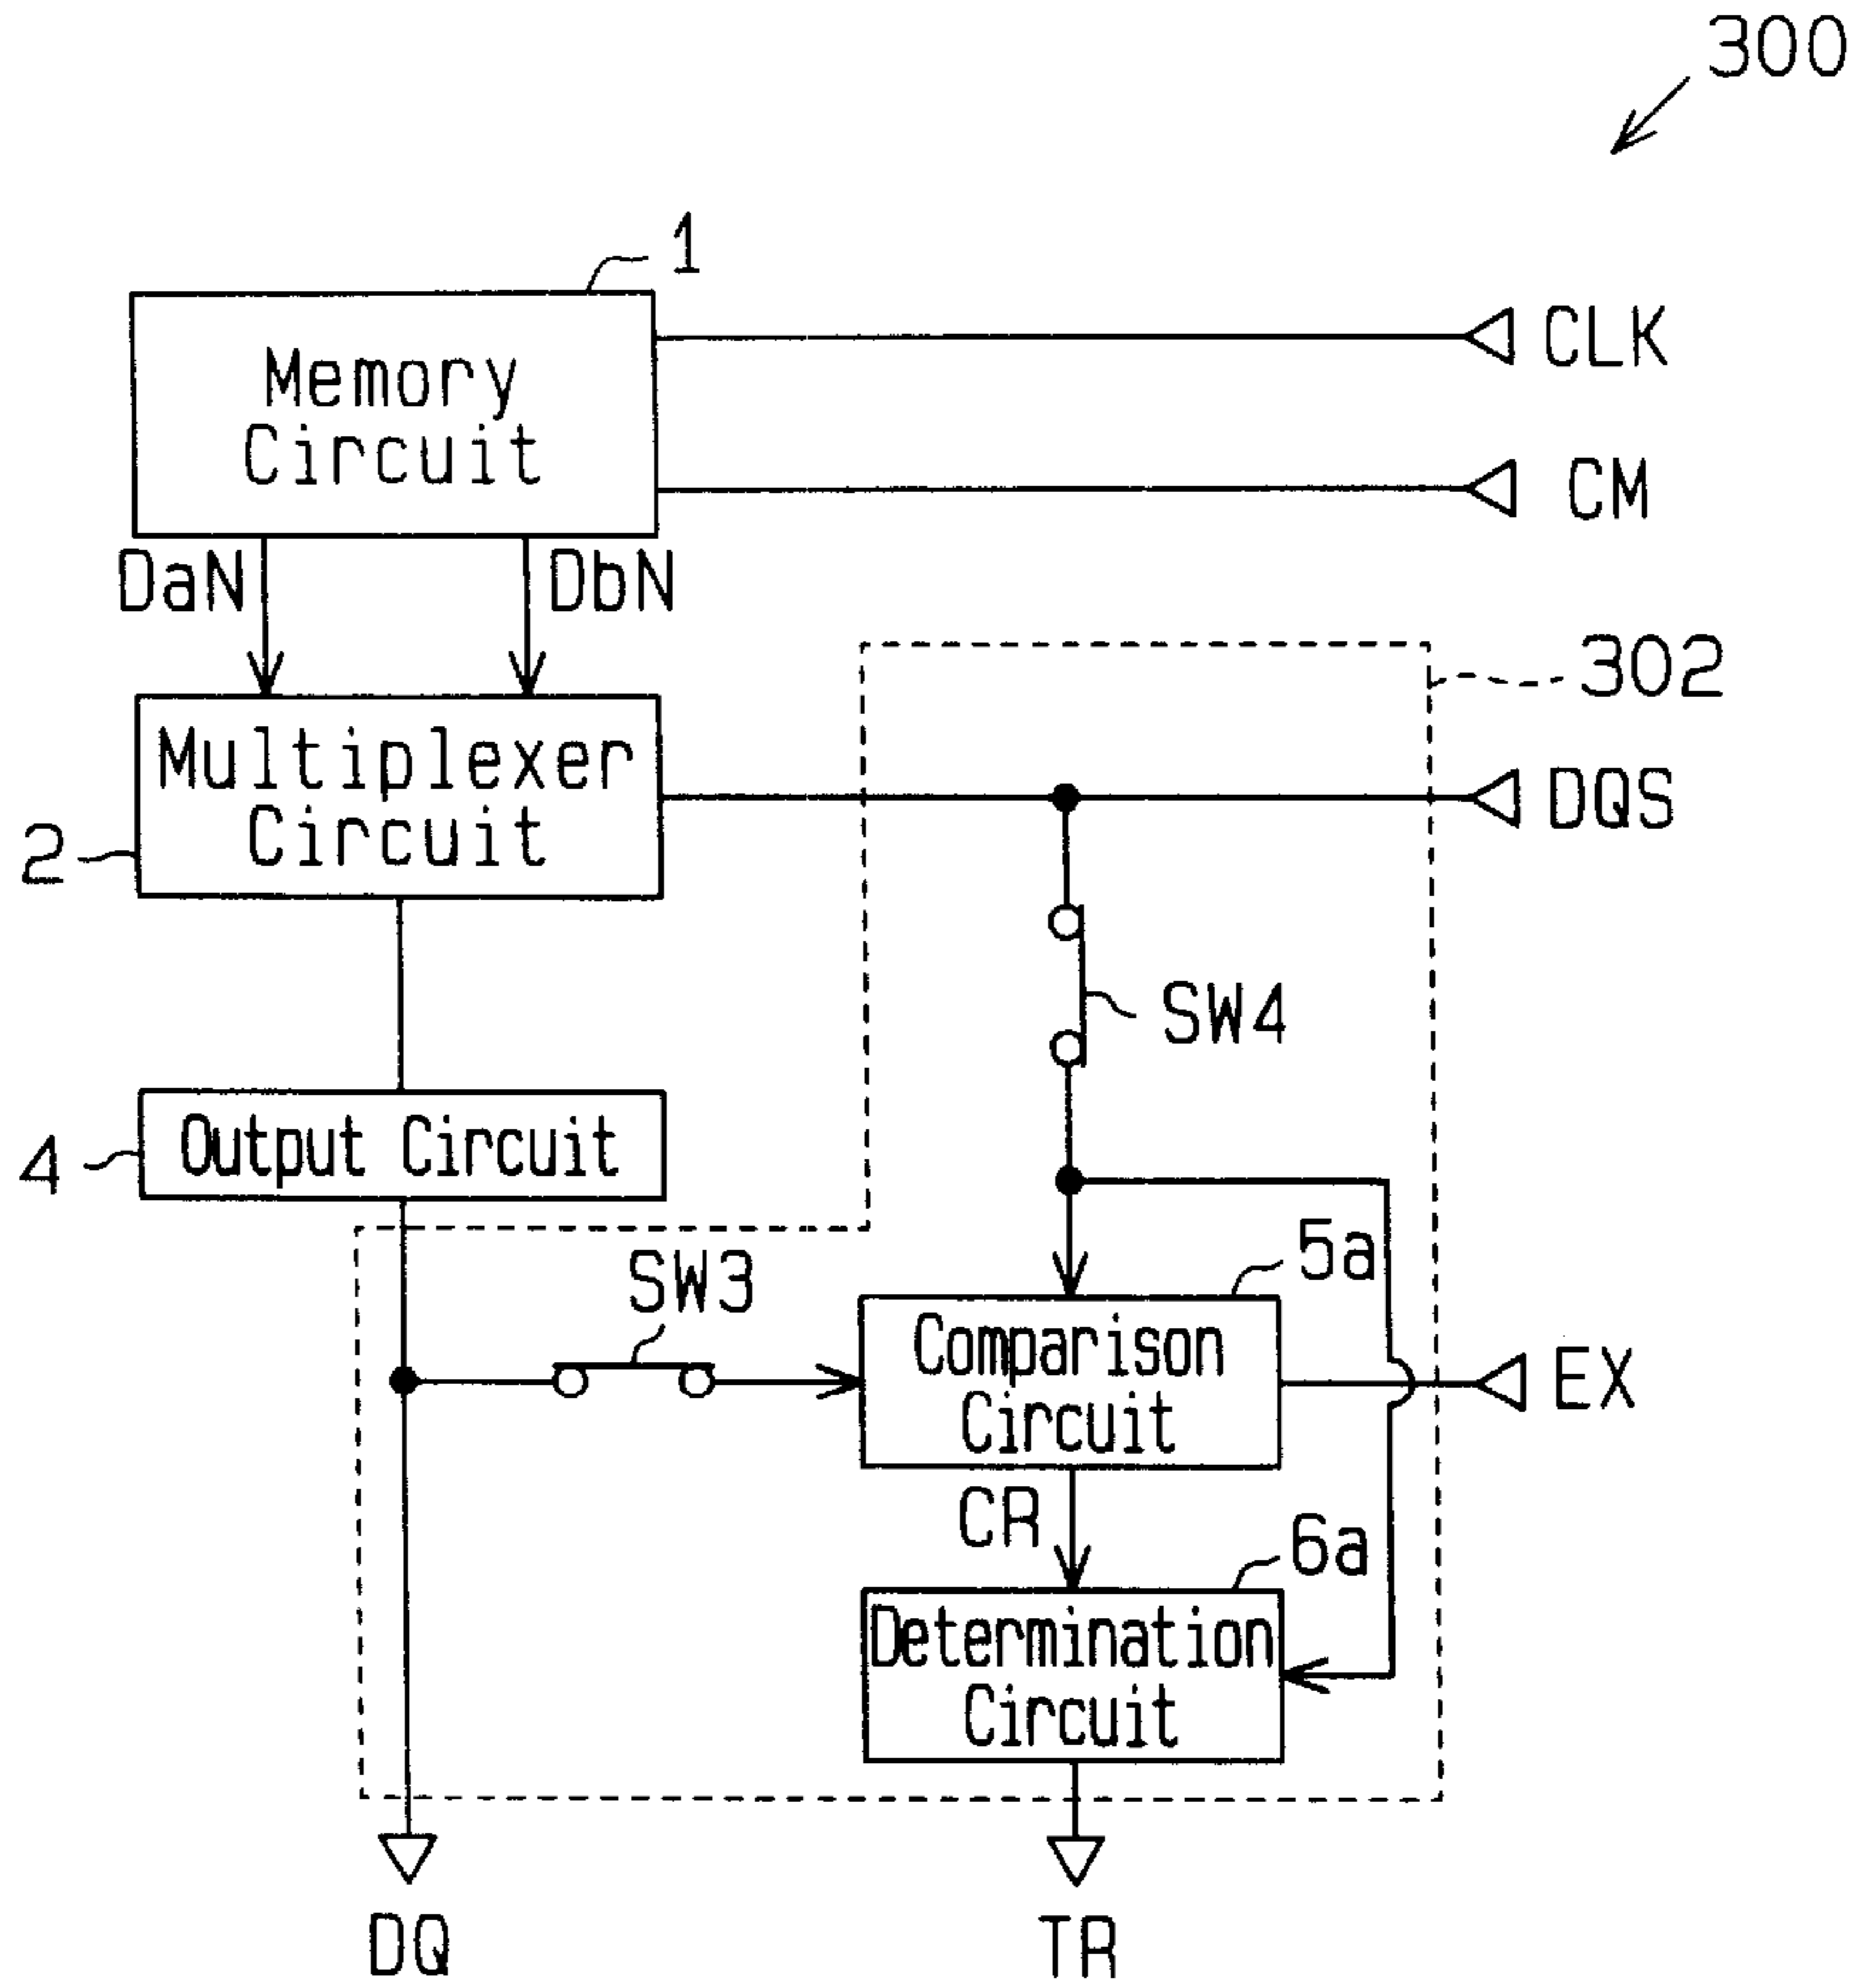 300
1
Memory
Circuit
CLK
CM
DaN
DbN
302
Multiplexer
Circuit
2
DQS
SW4
Output Circuit
4
SW3
5a
Comparison
Circuit
EX
CR
6a
Determination
Circuit
DQ
TR